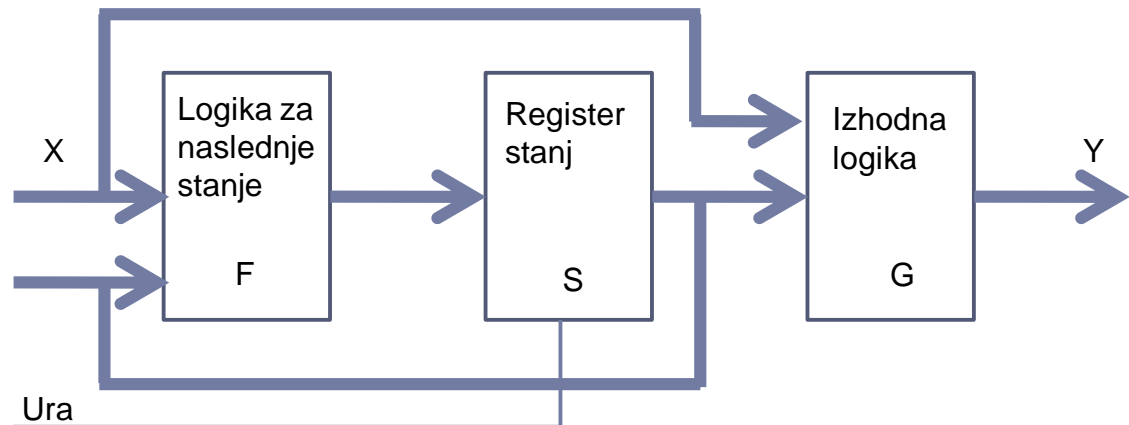 X
Logika za
naslednje
stanje
F
Register
stanj
S
Izhodna
logika
G
Y
Ura